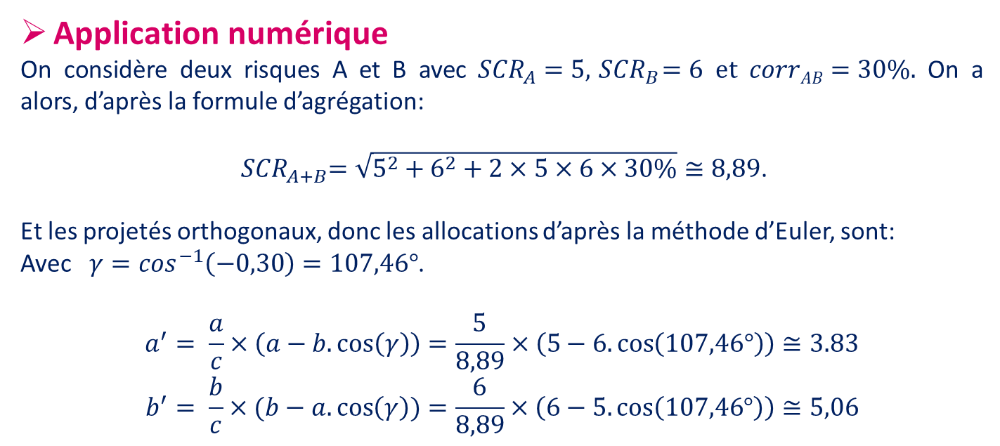 ➢ Application numérique
On considère deux risques A et B avec $SCR_A = 5$, $SCR_B = 6$ et $corr_{AB} = 30\%$. On a
alors, d’après la formule d’agrégation:
$SCR_{A+B} = \sqrt{5^2 + 6^2 + 2 \times 5 \times 6 \times 30\%} \cong 8,89.$
Et les projetés orthogonaux, donc les allocations d’après la méthode d’Euler, sont:
Avec $\gamma = cos^{-1}(-0,30) = 107,46°.$
$a' = \frac{a}{c} \times (a - b.\cos(\gamma)) = \frac{5}{8,89} \times (5 - 6.\cos(107,46°)) \cong 3.83$
$b' = \frac{b}{c} \times (b - a.\cos(\gamma)) = \frac{6}{8,89} \times (6 - 5.\cos(107,46°)) \cong 5,06$